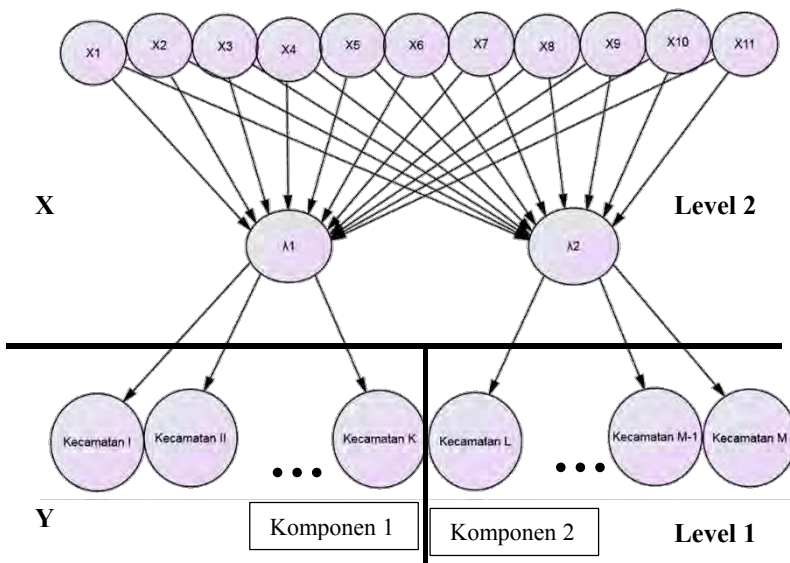 X1 X2 X3 X4 X5 X6 X7 X8 X9 X10 X11
X Level 2
λ1 λ2
Kecamatan I Kecamatan II ... Kecamatan K Kecamatan L ... Kecamatan M-1 Kecamatan M
Y Komponen 1 Komponen 2 Level 1